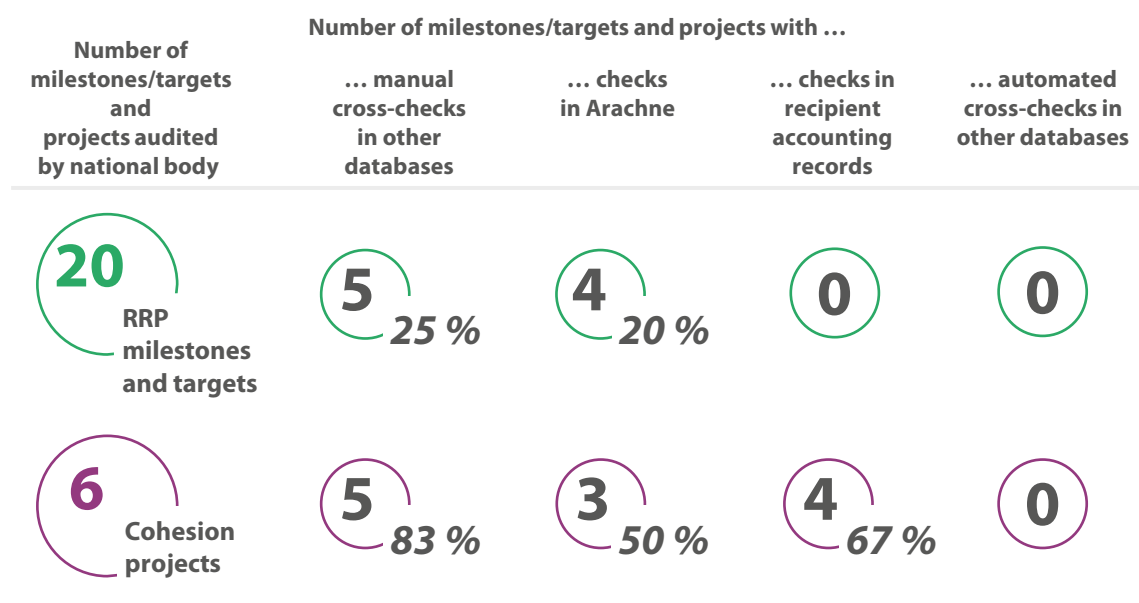 Number of milestones/targets and projects with …
Number of
milestones/targets
and
projects audited
by national body
… manual
cross-checks
in other
databases
… checks
in Arachne
… checks in
recipient
accounting
records
… automated
cross-checks in
other databases
20
RRP
milestones
and targets
5
25 %
4
20 %
0
0
6
Cohesion
projects
5
83 %
3
50 %
4
67 %
0